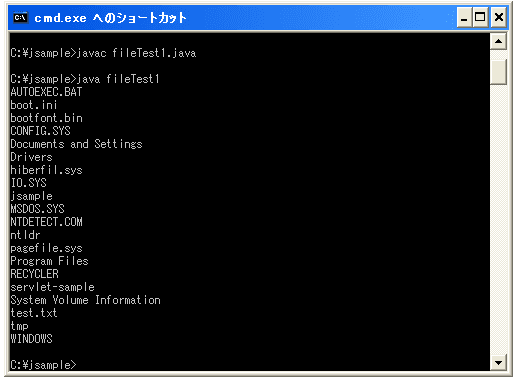 cmd.exe へのショートカット
C:¥jsample>javac fileTest1.java
C:¥jsample>java fileTest1
AUTOEXEC.BAT
boot.ini
bootfont.bin
CONFIG.SYS
Documents and Settings
Drivers
hiberfil.sys
IO.SYS
jsample
MSDOS.SYS
NTDETECT.COM
ntldr
pagefile.sys
Program Files
RECYCLER
servlet-sample
System Volume Information
test.txt
tmp
WINDOWS
C:¥jsample>